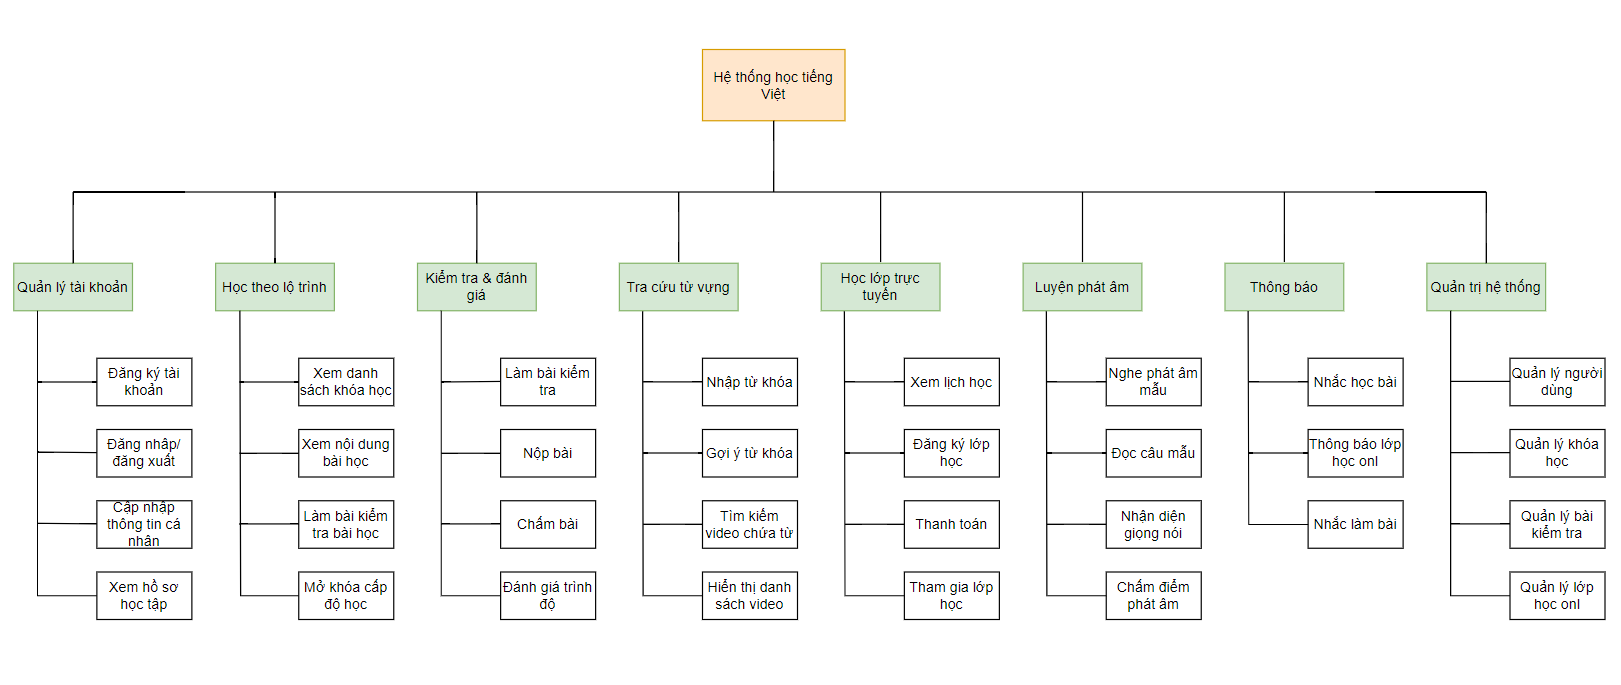 Hệ thống học tiếng
Việt
Quản lý tài khoản
Học theo lộ trình
Kiểm tra & đánh
giá
Tra cứu từ vựng
Học lớp trực
tuyến
Luyện phát âm
Thông báo
Quản trị hệ thống
Đăng ký tài
khoản
Đăng nhập/
đăng xuất
Cập nhập
thông tin cá
nhân
Xem hồ sơ
học tập
Xem danh
sách khóa học
Xem nội dung
bài học
Làm bài kiểm
tra bài học
Mở khóa cấp
độ học
Làm bài kiểm
tra
Nộp bài
Chấm bài
Đánh giá trình
độ
Nhập từ khóa
Gợi ý từ khóa
Tìm kiếm
video chứa từ
Hiển thị danh
sách video
Xem lịch học
Đăng ký lớp
học
Thanh toán
Tham gia lớp
học
Nghe phát âm
mẫu
Đọc câu mẫu
Nhận diện
giọng nói
Chấm điểm
phát âm
Nhắc học bài
Thông báo lớp
học onl
Nhắc làm bài
Quản lý người
dùng
Quản lý khóa
học
Quản lý bài
kiểm tra
Quản lý lớp
học onl